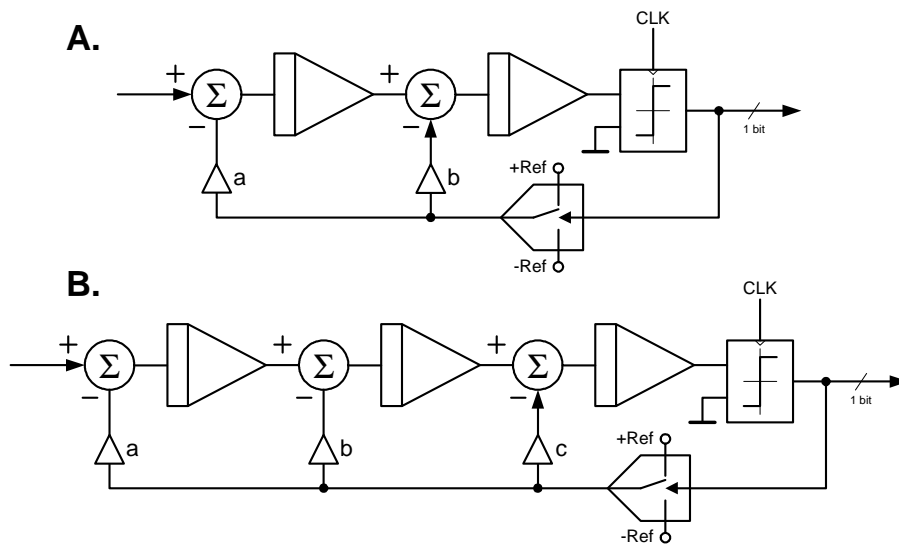 A.
CLK
+ Σ + Σ
− −
1 bit
a b
+Ref
-Ref
B.
CLK
+ Σ + Σ + Σ
− − −
1 bit
a b c
+Ref
-Ref